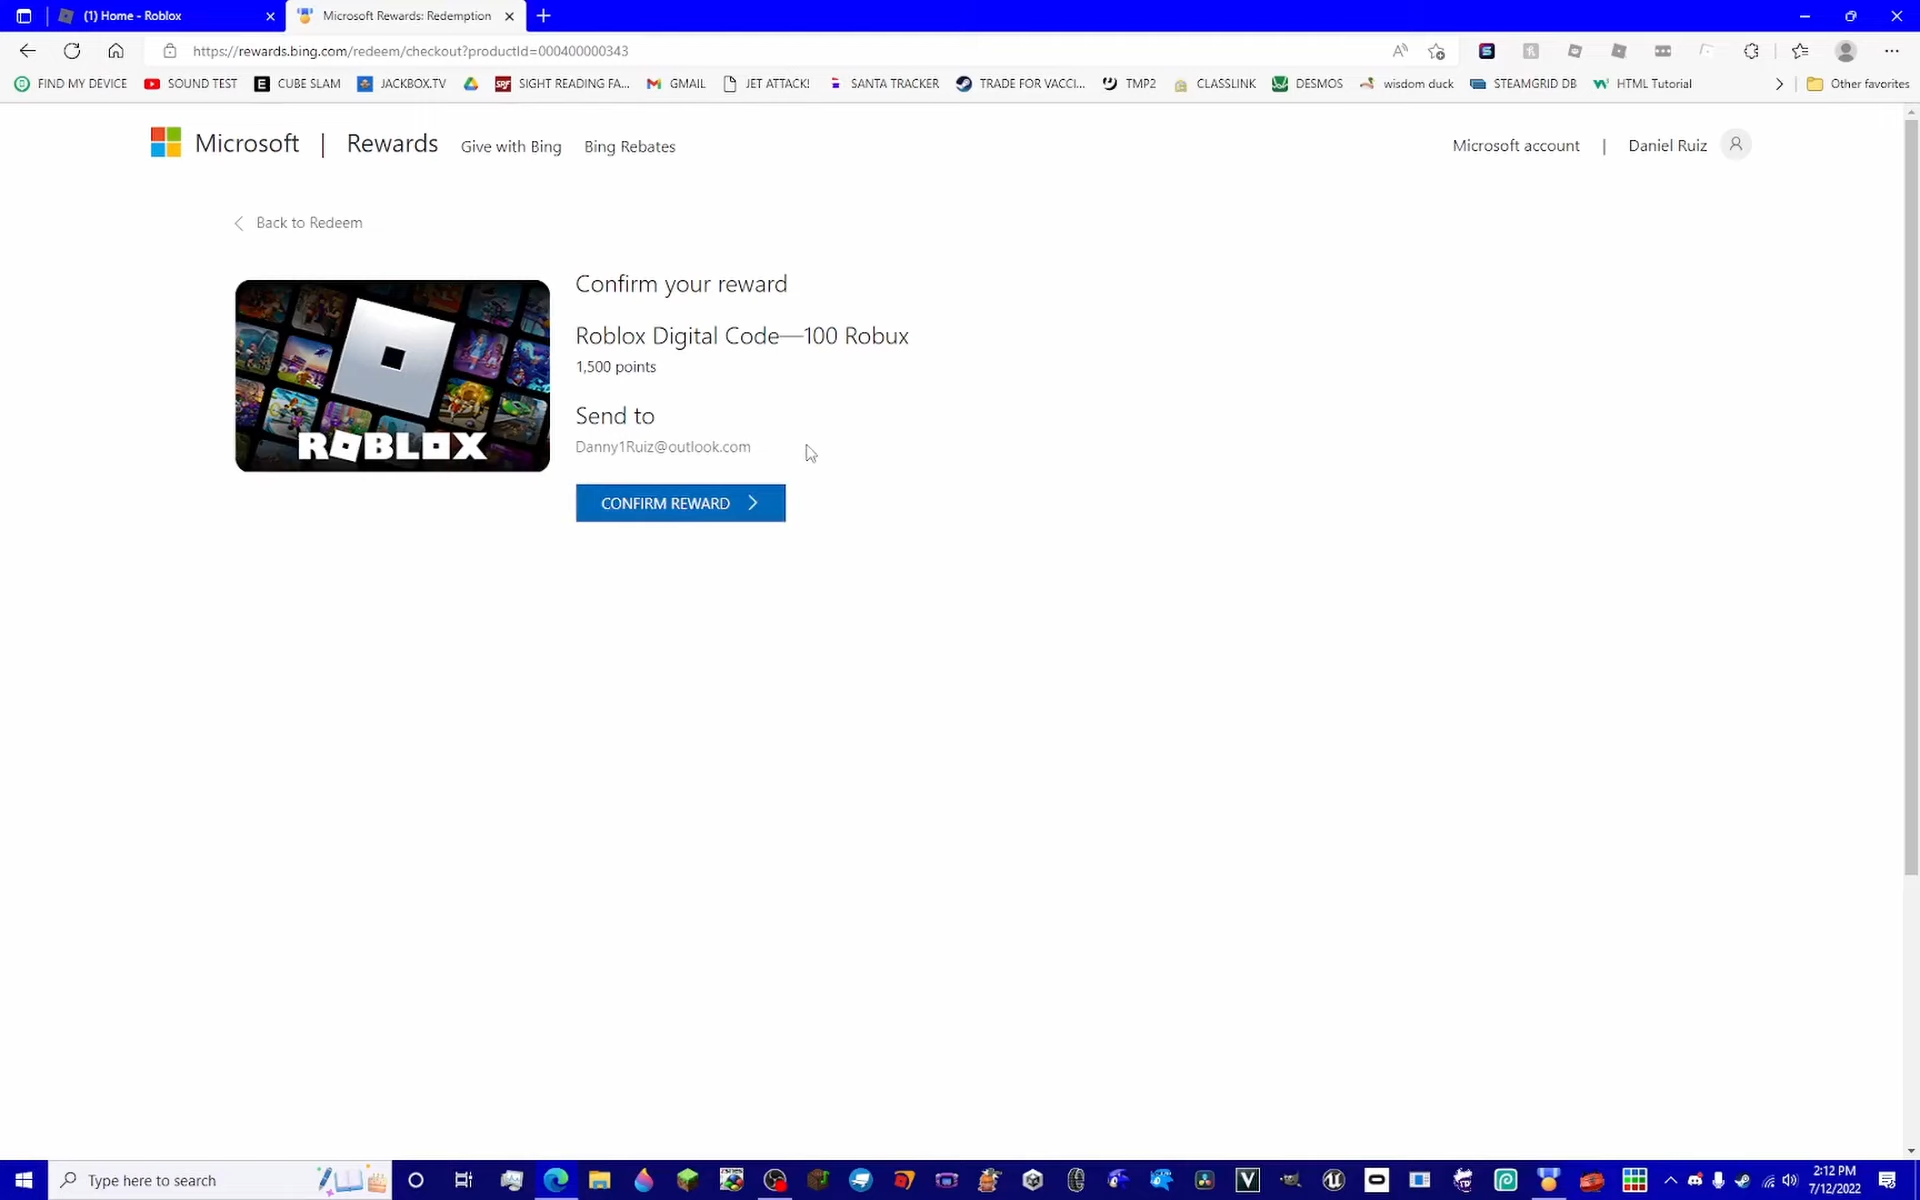 (1) Home - Roblox
Microsoft Rewards: Redemption
https://rewards.bing.com/redeem/checkout?productId=000400000343
FIND MY DEVICE
SOUND TEST
CUBE SLAM
JACKBOX.TV
SIGHT READING FA...
GMAIL
JET ATTACK!
SANTA TRACKER
TRADE FOR VACCI...
TMP2
CLASSLINK
DESMOS
wisdom duck
STEAMGRID DB
HTML Tutorial
Other favorites
Microsoft | Rewards
Give with Bing
Bing Rebates
Microsoft account | Daniel Ruiz
Back to Redeem
ROBLOX
Confirm your reward
Roblox Digital Code—100 Robux
1,500 points
Send to
Danny1Ruiz@outlook.com
CONFIRM REWARD
Type here to search
2:12 PM
7/12/2022